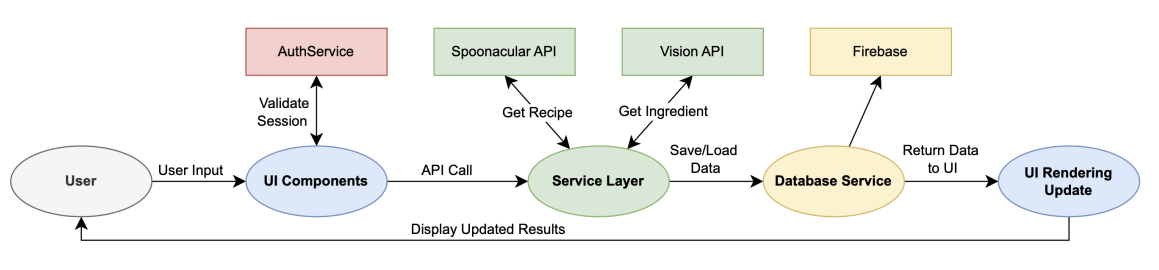 AuthService
Spoonacular API
Vision API
Firebase
Validate
Session
Get Recipe
Get Ingredient
User
User Input
UI Components
API Call
Service Layer
Save/Load
Data
Database Service
Return Data
to UI
UI Rendering
Update
Display Updated Results